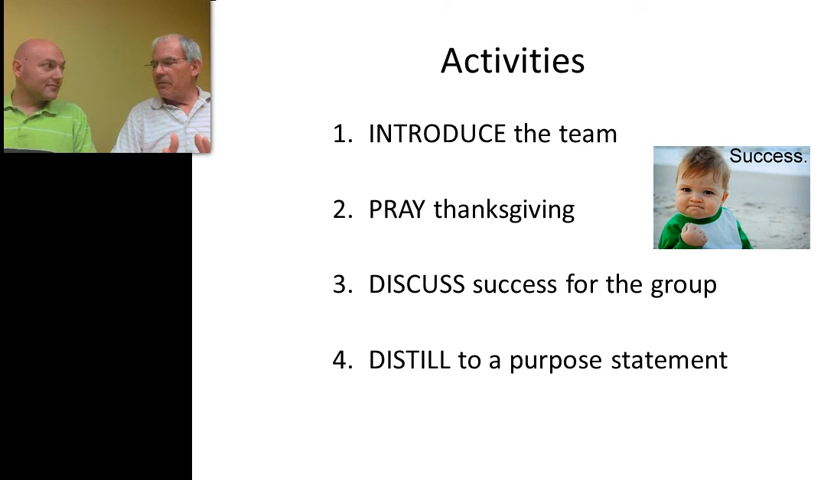 Activities
1. INTRODUCE the team
Success.
2. PRAY thanksgiving
3. DISCUSS success for the group
4. DISTILL to a purpose statement